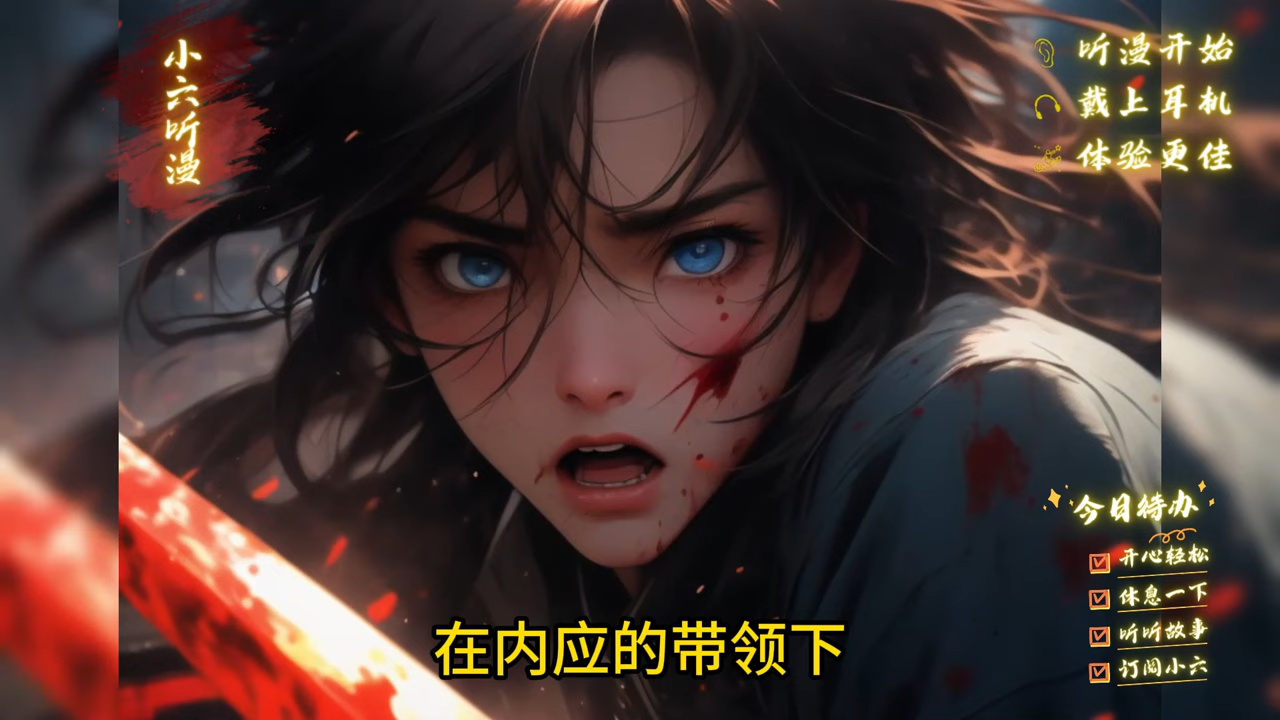 小六听漫
听漫开始
戴上耳机
体验更佳
今日待办
开心轻松
休息一下
听听故事
订阅小六
在内应的带领下